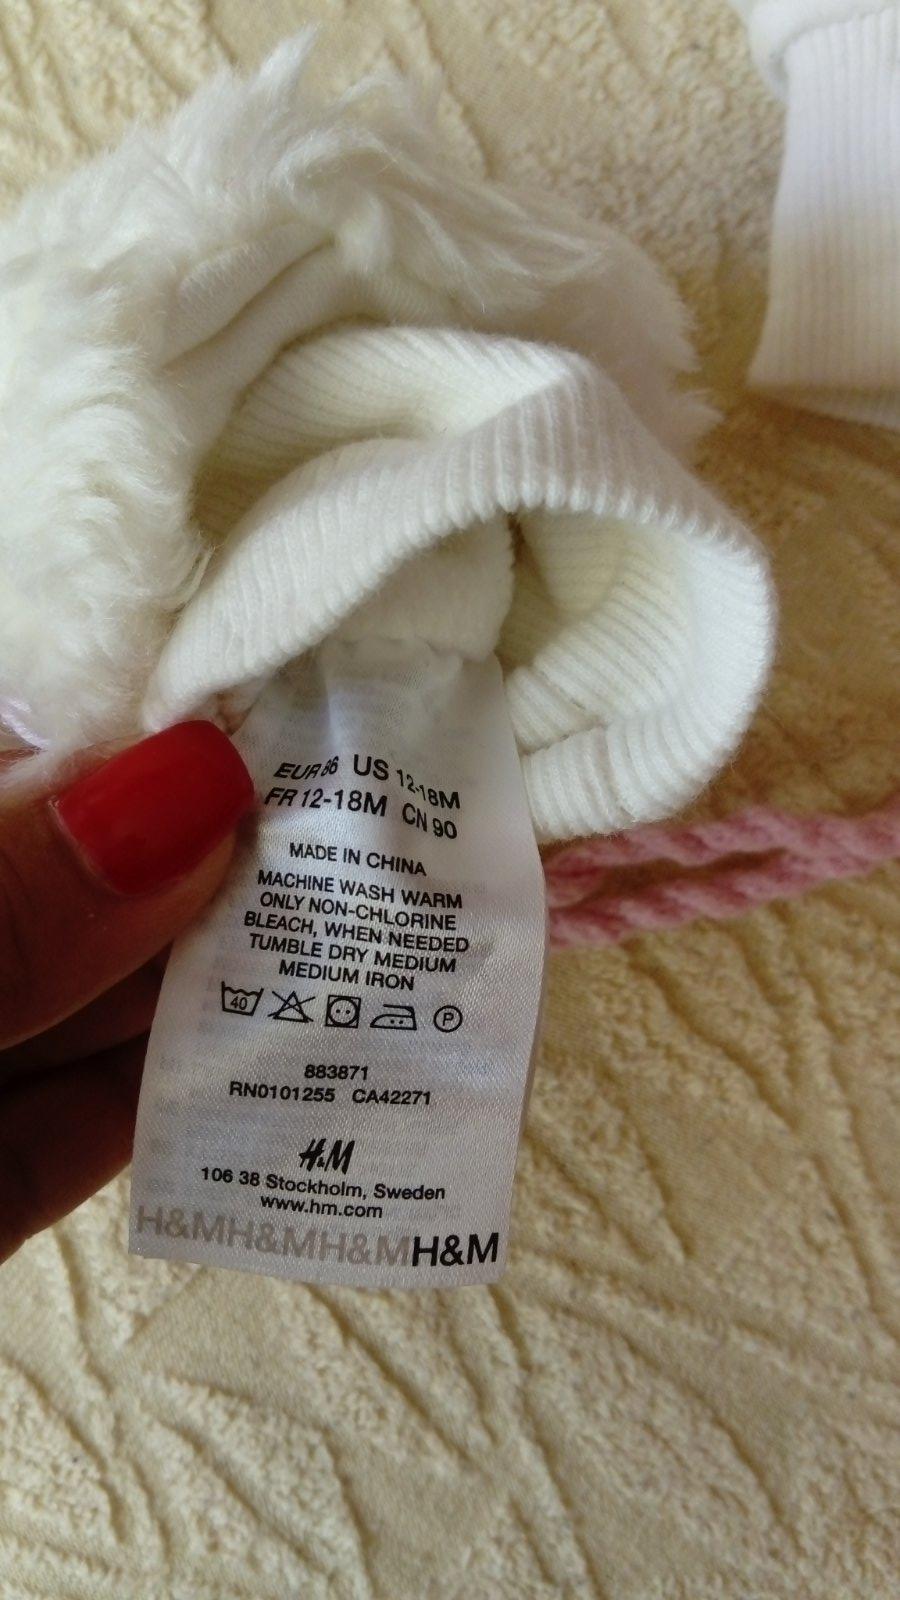 EUR 86 US 12-18M
FR 12-18M CN 90
MADE IN CHINA
MACHINE WASH WARM
ONLY NON-CHLORINE
BLEACH, WHEN NEEDED
TUMBLE DRY MEDIUM
MEDIUM IRON
40 P
883871
RN0101255 CA42271
H&M
106 38 Stockholm, Sweden
www.hm.com
H&MH&MH&MH&M